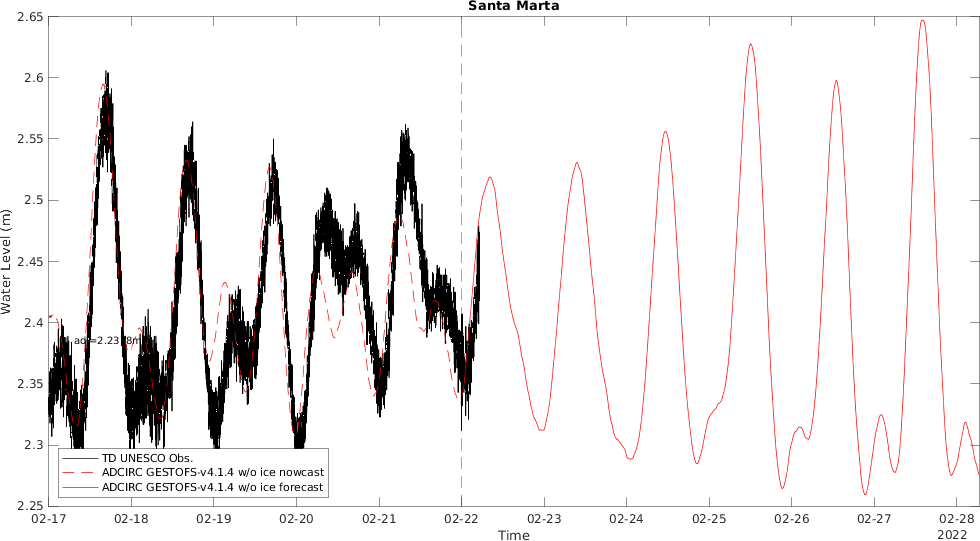 Santa Marta
Water Level (m)
2.65
2.6
2.55
2.5
2.45
2.4
2.35
2.3
2.25
TD UNESCO Obs.
ADCIRC GESTOFS-v4.1.4 w/o ice nowcast
ADCIRC GESTOFS-v4.1.4 w/o ice forecast
02-17 02-18 02-19 02-20 02-21 02-22 02-23 02-24 02-25 02-26 02-27 02-28
Time
2022